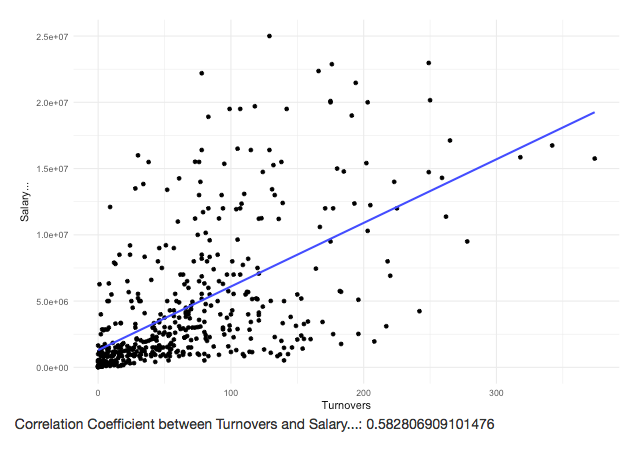 2.5e+07
2.0e+07
1.5e+07
1.0e+07
5.0e+06
0.0e+00
Salary...
0 100 200 300
Turnovers
Correlation Coefficient between Turnovers and Salary...: 0.582806909101476